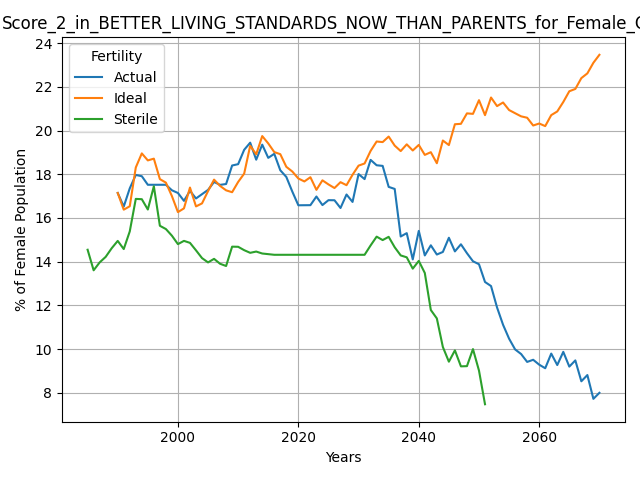 Score_2_in_BETTER_LIVING_STANDARDS_NOW_THAN_PARENTS_for_Female_
Fertility
Actual
Ideal
Sterile
% of Female Population
24
22
20
18
16
14
12
10
8
2000 2020 2040 2060
Years